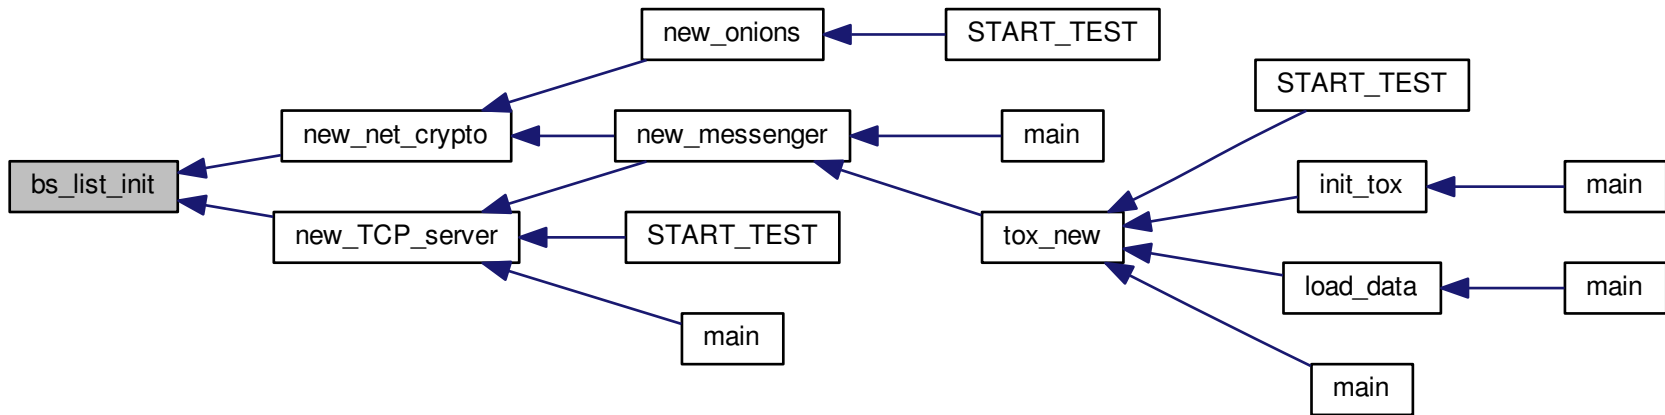 new_onions
START_TEST
START_TEST
new_net_crypto
new_messenger
main
bs_list_init
init_tox
main
new_TCP_server
START_TEST
tox_new
load_data
main
main
main